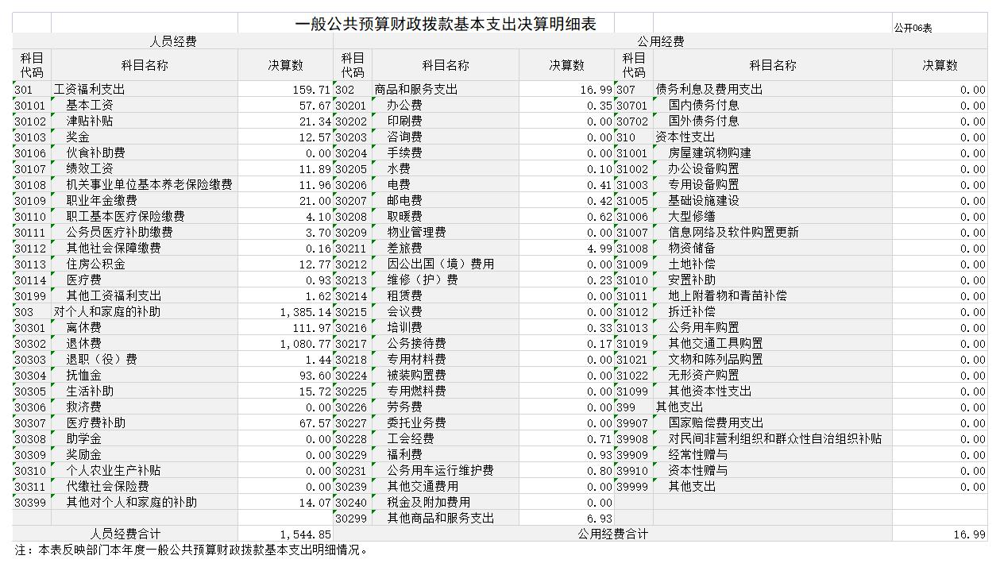 一般公共预算财政拨款基本支出决算明细表
公开06表
人员经费 公用经费
科目代码 科目名称 决算数 科目代码 科目名称 决算数 科目代码 科目名称 决算数
301 工资福利支出 159.71 302 商品和服务支出 16.99 307 债务利息及费用支出 0.00
30101 基本工资 57.67 30201 办公费 0.35 30701 国内债务付息 0.00
30102 津贴补贴 21.34 30202 印刷费 0.00 30702 国外债务付息 0.00
30103 奖金 12.57 30203 咨询费 0.00 310 资本性支出 0.00
30106 伙食补助费 0.00 30204 手续费 0.00 31001 房屋建筑物购建 0.00
30107 绩效工资 11.89 30205 水费 0.10 31002 办公设备购置 0.00
30108 机关事业单位基本养老保险缴费 11.96 30206 电费 0.41 31003 专用设备购置 0.00
30109 职业年金缴费 21.00 30207 邮电费 0.42 31005 基础设施建设 0.00
30110 职工基本医疗保险缴费 4.10 30208 取暖费 0.62 31006 大型修缮 0.00
30111 公务员医疗补助缴费 3.70 30209 物业管理费 0.00 31007 信息网络及软件购置更新 0.00
30112 其他社会保障缴费 0.16 30211 差旅费 4.99 31008 物资储备 0.00
30113 住房公积金 12.77 30212 因公出国（境）费用 0.00 31009 土地补偿 0.00
30114 医疗费 0.93 30213 维修（护）费 0.23 31010 安置补助 0.00
30199 其他工资福利支出 1.62 30214 租赁费 0.00 31011 地上附着物和青苗补偿 0.00
303 对个人和家庭的补助 1,385.14 30215 会议费 0.00 31012 拆迁补偿 0.00
30301 离休费 111.97 30216 培训费 0.33 31013 公务用车购置 0.00
30302 退休费 1,080.77 30217 公务接待费 0.17 31019 其他交通工具购置 0.00
30303 退职（役）费 1.44 30218 专用材料费 0.00 31021 文物和陈列品购置 0.00
30304 抚恤金 93.60 30224 被装购置费 0.00 31022 无形资产购置 0.00
30305 生活补助 15.72 30225 专用燃料费 0.00 31099 其他资本性支出 0.00
30306 救济费 0.00 30226 劳务费 0.00 399 其他支出 0.00
30307 医疗费补助 67.57 30227 委托业务费 0.00 39907 国家赔偿费用支出 0.00
30308 助学金 0.00 30228 工会经费 0.71 39908 对民间非营利组织和群众性自治组织补贴 0.00
30309 奖励金 0.00 30229 福利费 0.93 39909 经常性赠与 0.00
30310 个人农业生产补贴 0.00 30231 公务用车运行维护费 0.80 39910 资本性赠与 0.00
30311 代缴社会保险费 0.00 30239 其他交通费用 0.00 39999 其他支出 0.00
30399 其他对个人和家庭的补助 14.07 30240 税金及附加费用 0.00
30299 其他商品和服务支出 6.93
人员经费合计 1,544.85 公用经费合计 16.99
注：本表反映部门本年度一般公共预算财政拨款基本支出明细情况。